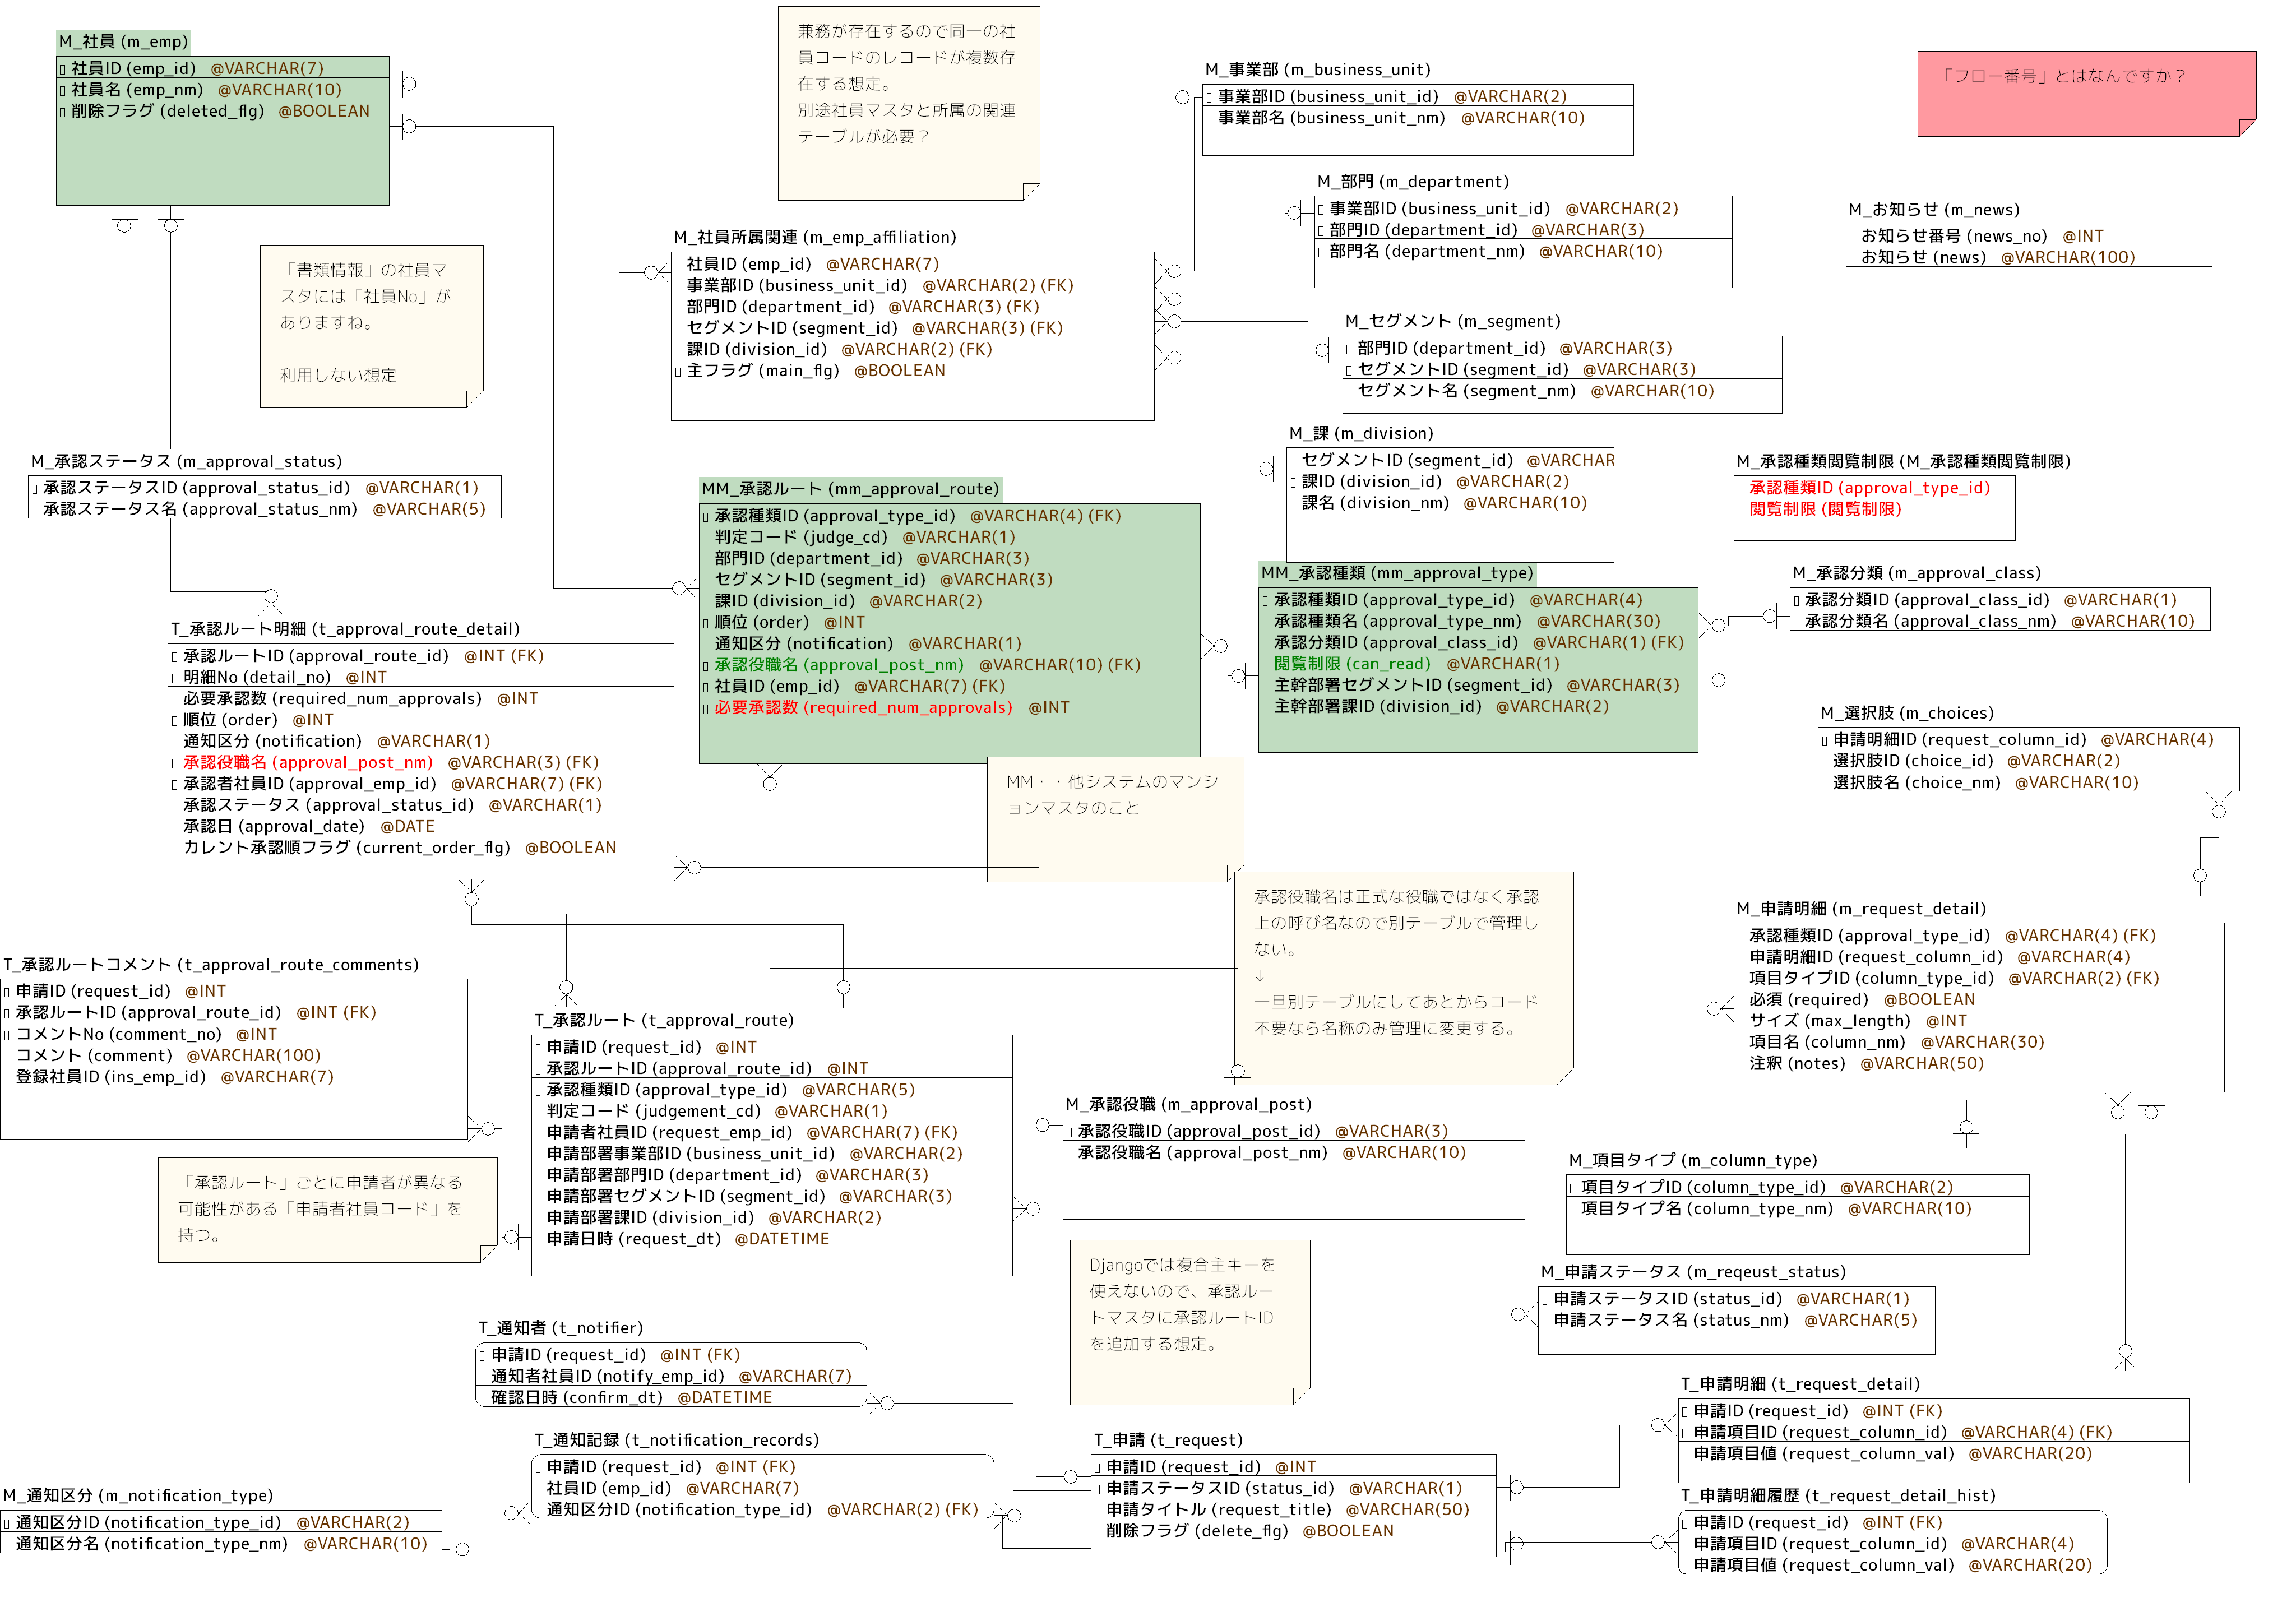 M_社員 (m_emp)
社員ID (emp_id) @VARCHAR(7)
社員名 (emp_nm) @VARCHAR(10)
削除フラグ (deleted_flg) @BOOLEAN
兼務が存在するので同一の社
員コードのレコードが複数存
在する想定。
別途社員マスタと所属の関連
テーブルが必要？
M_事業部 (m_business_unit)
事業部ID (business_unit_id) @VARCHAR(2)
事業部名 (business_unit_nm) @VARCHAR(10)
「フロー番号」とはなんですか？
M_部門 (m_department)
事業部ID (business_unit_id) @VARCHAR(2)
部門ID (department_id) @VARCHAR(3)
部門名 (department_nm) @VARCHAR(10)
M_お知らせ (m_news)
お知らせ番号 (news_no) @INT
お知らせ (news) @VARCHAR(100)
M_社員所属関連 (m_emp_affiliation)
社員ID (emp_id) @VARCHAR(7)
事業部ID (business_unit_id) @VARCHAR(2) (FK)
部門ID (department_id) @VARCHAR(3) (FK)
セグメントID (segment_id) @VARCHAR(3) (FK)
課ID (division_id) @VARCHAR(2) (FK)
主フラグ (main_flg) @BOOLEAN
「書類情報」の社員マ
スタには「社員No」が
ありますね。
利用しない想定
M_セグメント (m_segment)
部門ID (department_id) @VARCHAR(3)
セグメントID (segment_id) @VARCHAR(3)
セグメント名 (segment_nm) @VARCHAR(10)
M_課 (m_division)
セグメントID (segment_id) @VARCHAR
課ID (division_id) @VARCHAR(2)
課名 (division_nm) @VARCHAR(10)
M_承認ステータス (m_approval_status)
承認ステータスID (approval_status_id) @VARCHAR(1)
承認ステータス名 (approval_status_nm) @VARCHAR(5)
M_承認種類閲覧制限 (M_承認種類閲覧制限)
承認種類ID (approval_type_id)
閲覧制限 (閲覧制限)
MM_承認ルート (mm_approval_route)
承認種類ID (approval_type_id) @VARCHAR(4) (FK)
判定コード (judge_cd) @VARCHAR(1)
部門ID (department_id) @VARCHAR(3)
セグメントID (segment_id) @VARCHAR(3)
課ID (division_id) @VARCHAR(2)
順位 (order) @INT
通知区分 (notification) @VARCHAR(1)
承認役職名 (approval_post_nm) @VARCHAR(10) (FK)
社員ID (emp_id) @VARCHAR(7) (FK)
必要承認数 (required_num_approvals) @INT
MM_承認種類 (mm_approval_type)
承認種類ID (approval_type_id) @VARCHAR(4)
承認種類名 (approval_type_nm) @VARCHAR(30)
承認分類ID (approval_class_id) @VARCHAR(1) (FK)
閲覧制限 (can_read) @VARCHAR(1)
主幹部署セグメントID (segment_id) @VARCHAR(3)
主幹部署課ID (division_id) @VARCHAR(2)
M_承認分類 (m_approval_class)
承認分類ID (approval_class_id) @VARCHAR(1)
承認分類名 (approval_class_nm) @VARCHAR(10)
T_承認ルート明細 (t_approval_route_detail)
承認ルートID (approval_route_id) @INT (FK)
明細No (detail_no) @INT
必要承認数 (required_num_approvals) @INT
順位 (order) @INT
通知区分 (notification) @VARCHAR(1)
承認役職名 (approval_post_nm) @VARCHAR(3) (FK)
承認者社員ID (approval_emp_id) @VARCHAR(7) (FK)
承認ステータス (approval_status_id) @VARCHAR(1)
承認日 (approval_date) @DATE
カレント承認順フラグ (current_order_flg) @BOOLEAN
M_選択肢 (m_choices)
申請明細ID (request_column_id) @VARCHAR(4)
選択肢ID (choice_id) @VARCHAR(2)
選択肢名 (choice_nm) @VARCHAR(10)
MM・・他システムのマンシ
ョンマスタのこと
承認役職名は正式な役職ではなく承認
上の呼び名なので別テーブルで管理し
ない。
↓
一旦別テーブルにしてあとからコード
不要なら名称のみ管理に変更する。
M_申請明細 (m_request_detail)
承認種類ID (approval_type_id) @VARCHAR(4) (FK)
申請明細ID (request_column_id) @VARCHAR(4)
項目タイプID (column_type_id) @VARCHAR(2) (FK)
必須 (required) @BOOLEAN
サイズ (max_length) @INT
項目名 (column_nm) @VARCHAR(30)
注釈 (notes) @VARCHAR(50)
T_承認ルートコメント (t_approval_route_comments)
申請ID (request_id) @INT
承認ルートID (approval_route_id) @INT (FK)
コメントNo (comment_no) @INT
コメント (comment) @VARCHAR(100)
登録社員ID (ins_emp_id) @VARCHAR(7)
T_承認ルート (t_approval_route)
申請ID (request_id) @INT
承認ルートID (approval_route_id) @INT
承認種類ID (approval_type_id) @VARCHAR(5)
判定コード (judgement_cd) @VARCHAR(1)
申請者社員ID (request_emp_id) @VARCHAR(7) (FK)
申請部署事業部ID (business_unit_id) @VARCHAR(2)
申請部署部門ID (department_id) @VARCHAR(3)
申請部署セグメントID (segment_id) @VARCHAR(3)
申請部署課ID (division_id) @VARCHAR(2)
申請日時 (request_dt) @DATETIME
M_承認役職 (m_approval_post)
承認役職ID (approval_post_id) @VARCHAR(3)
承認役職名 (approval_post_nm) @VARCHAR(10)
「承認ルート」ごとに申請者が異なる
可能性がある「申請者社員コード」を
持つ。
M_項目タイプ (m_column_type)
項目タイプID (column_type_id) @VARCHAR(2)
項目タイプ名 (column_type_nm) @VARCHAR(10)
Djangoでは複合主キーを
使えないので、承認ルー
トマスタに承認ルートID
を追加する想定。
M_申請ステータス (m_reqeust_status)
申請ステータスID (status_id) @VARCHAR(1)
申請ステータス名 (status_nm) @VARCHAR(5)
T_通知者 (t_notifier)
申請ID (request_id) @INT (FK)
通知者社員ID (notify_emp_id) @VARCHAR(7)
確認日時 (confirm_dt) @DATETIME
T_申請明細 (t_request_detail)
申請ID (request_id) @INT (FK)
申請項目ID (request_column_id) @VARCHAR(4) (FK)
申請項目値 (request_column_val) @VARCHAR(20)
T_通知記録 (t_notification_records)
申請ID (request_id) @INT (FK)
社員ID (emp_id) @VARCHAR(7)
通知区分ID (notification_type_id) @VARCHAR(2) (FK)
T_申請 (t_request)
申請ID (request_id) @INT
申請ステータスID (status_id) @VARCHAR(1)
申請タイトル (request_title) @VARCHAR(50)
削除フラグ (delete_flg) @BOOLEAN
M_通知区分 (m_notification_type)
通知区分ID (notification_type_id) @VARCHAR(2)
通知区分名 (notification_type_nm) @VARCHAR(10)
T_申請明細履歴 (t_request_detail_hist)
申請ID (request_id) @INT (FK)
申請項目ID (request_column_id) @VARCHAR(4)
申請項目値 (request_column_val) @VARCHAR(20)